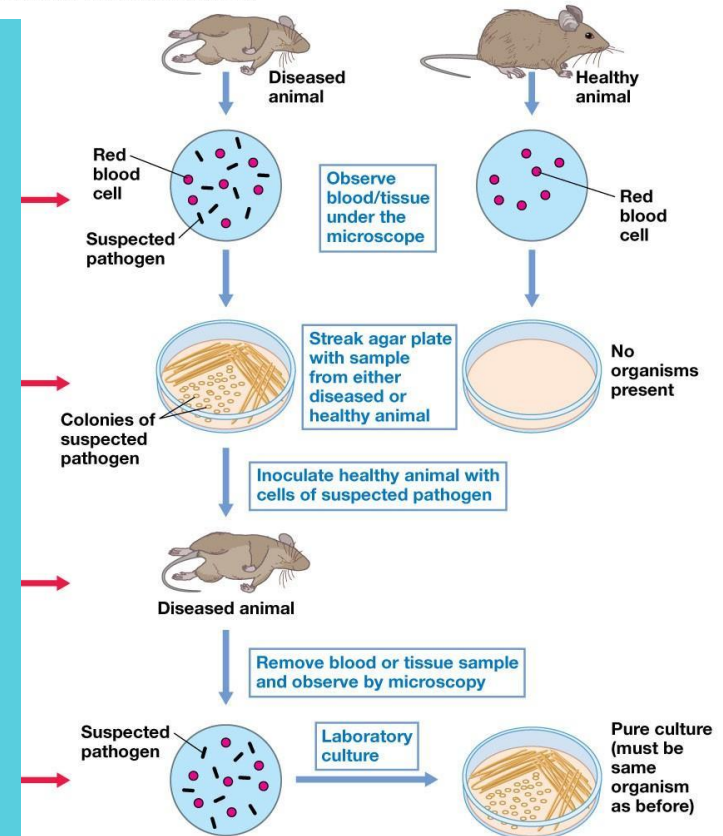 Diseased
animal
Healthy
animal
Red
blood
cell
Suspected
pathogen
Observe
blood/tissue
under the
microscope
Red
blood
cell
Streak agar plate
with sample
from either
diseased or
healthy animal
No
organisms
present
Colonies of
suspected
pathogen
Inoculate healthy animal with
cells of suspected pathogen
Diseased animal
Remove blood or tissue sample
and observe by microscopy
Suspected
pathogen
Laboratory
culture
Pure culture
(must be
same
organism
as before)